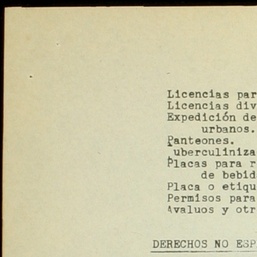 Licencias par
Licencias div
Expedición de
urbanos.
Panteones.
uberculiniza
Placas para r
de bebid
Placa o etiqu
Permisos para
Avaluos y otr
DERECHOS NO ESP